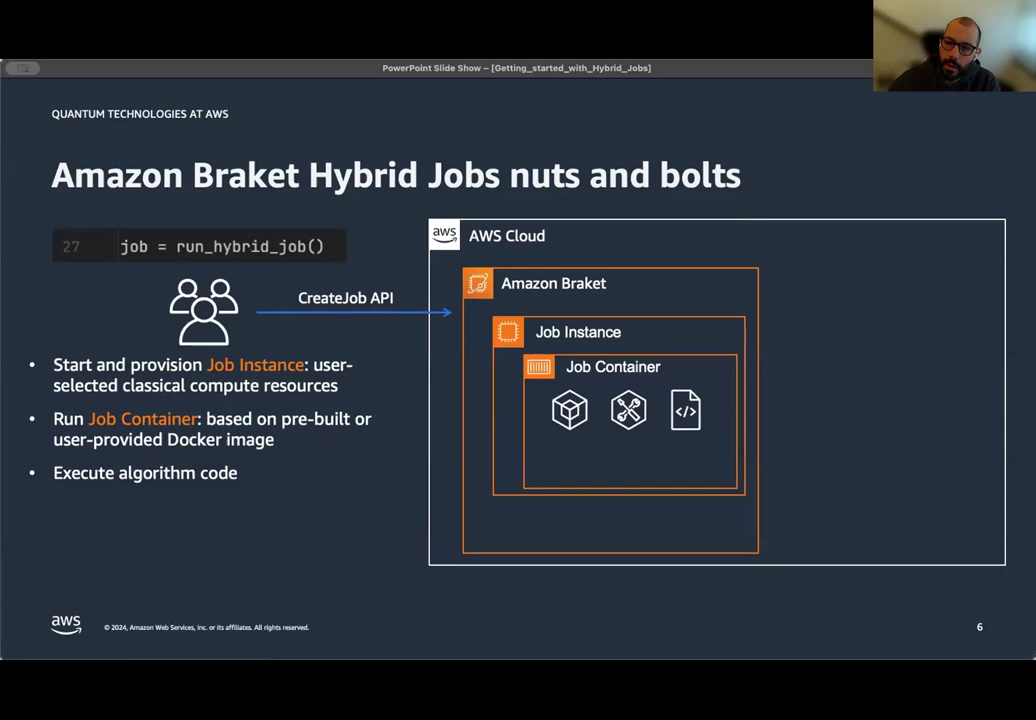 PowerPoint Slide Show – [Getting_started_with_Hybrid_Jobs]
QUANTUM TECHNOLOGIES AT AWS
Amazon Braket Hybrid Jobs nuts and bolts
27 job = run_hybrid_job()
CreateJob API
• Start and provision Job Instance: user-
selected classical compute resources
• Run Job Container: based on pre-built or
user-provided Docker image
• Execute algorithm code
aws AWS Cloud
Amazon Braket
Job Instance
Job Container
</>
aws © 2024, Amazon Web Services, Inc. or its affiliates. All rights reserved.
6